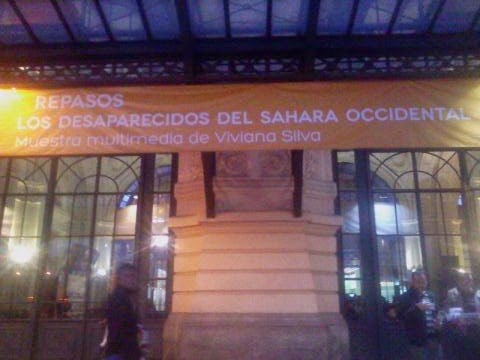 REPASOS
LOS DESAPARECIDOS DEL SAHARA OCCIDENTAL
Muestra multimedia de Viviana Silva